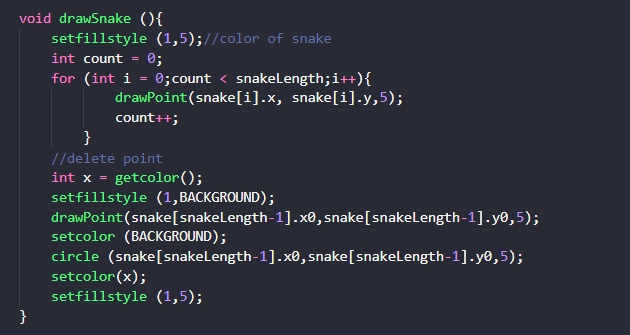 void drawSnake (){
    setfillstyle (1,5);//color of snake
    int count = 0;
    for (int i = 0;count < snakeLength;i++){
            drawPoint(snake[i].x, snake[i].y,5);
            count++;
        }
    //delete point
    int x = getcolor();
    setfillstyle (1,BACKGROUND);
    drawPoint(snake[snakeLength-1].x0,snake[snakeLength-1].y0,5);
    setcolor (BACKGROUND);
    circle (snake[snakeLength-1].x0,snake[snakeLength-1].y0,5);
    setcolor(x);
    setfillstyle (1,5);
}